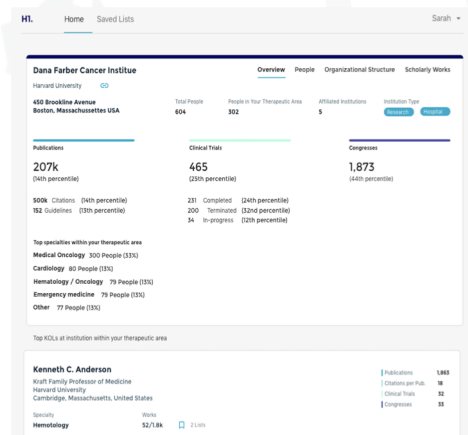 H1. Home Saved Lists Sarah
Dana Farber Cancer Institue Overview People Organizational Structure Scholarly Works
Harvard University
450 Brookline Avenue
Boston, Massachussettes USA
Total People People in Your Therapeutic Area Affiliated Institutions Institution Type
604 302 5 Research Hospital
Publications Clinical Trials Congresses
207k 465 1,873
(14th percentile) (25th percentile) (44th percentile)
500k Citations (14th percentile) 231 Completed (24th percentile)
152 Guidelines (13th percentile) 200 Terminated (32nd percentile)
34 In-progress (12th percentile)
Top specialties within your therapeutic area
Medical Oncology 300 People (33%)
Cardiology 80 People (13%)
Hematology / Oncology 79 People (13%)
Emergency medicine 79 People (13%)
Other 77 People (13%)
Top KOLs at institution within your therapeutic area
Kenneth C. Anderson
Kraft Family Professor of Medicine
Harvard University
Cambridge, Massachusetts, United States
Publications 1,863
Citations per Pub. 18
Clinical Trials 32
Congresses 33
Specialty Works
Hematology 52/1.8k 2 Lists